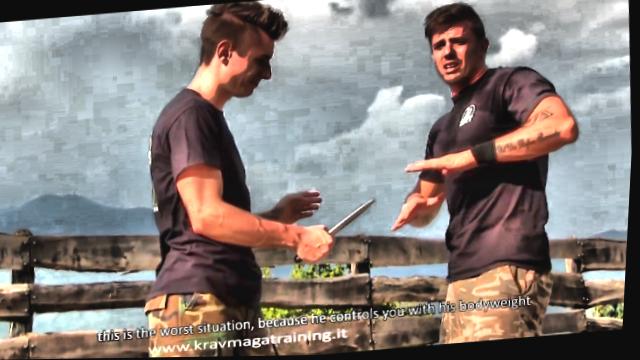 this is the worst situation, because he controls you with his bodyweight
www.kravmagatraining.it